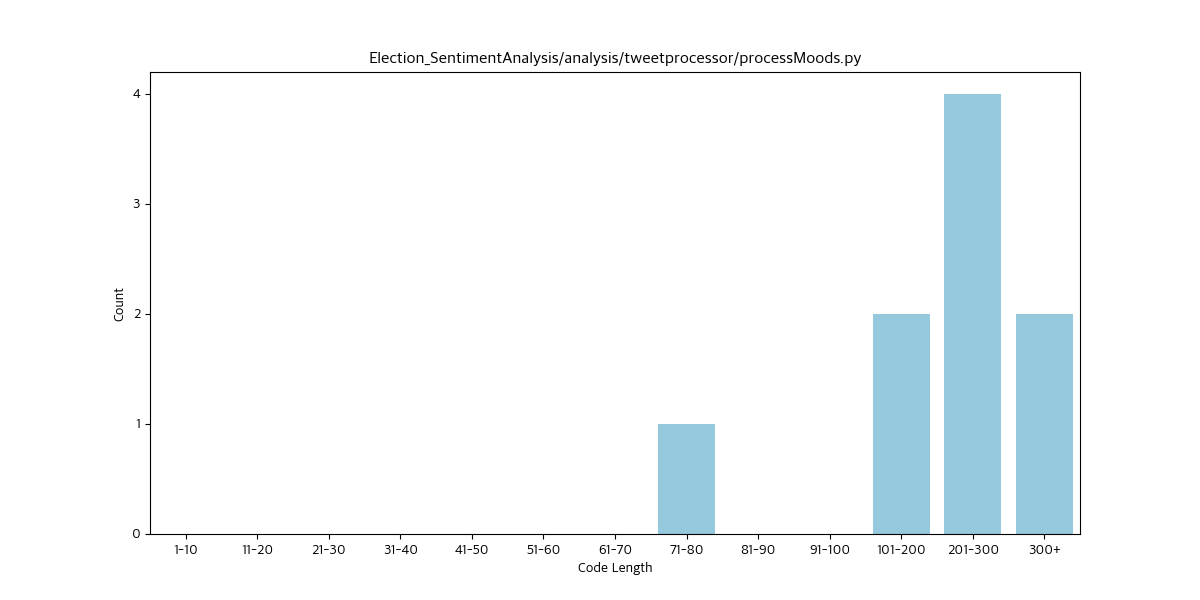 Election_SentimentAnalysis/analysis/tweetprocessor/processMoods.py
4
3
2
1
0
Count
1-10 11-20 21-30 31-40 41-50 51-60 61-70 71-80 81-90 91-100 101-200 201-300 300+
Code Length